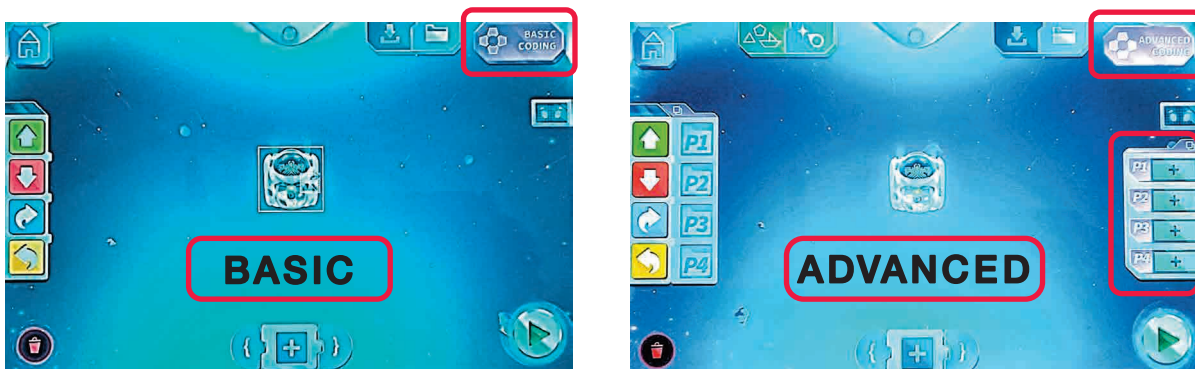 BASIC
CODING
BASIC
ADVANCED
CODING
P1
P2
P3
P4
P1
P2
P3
P4
ADVANCED